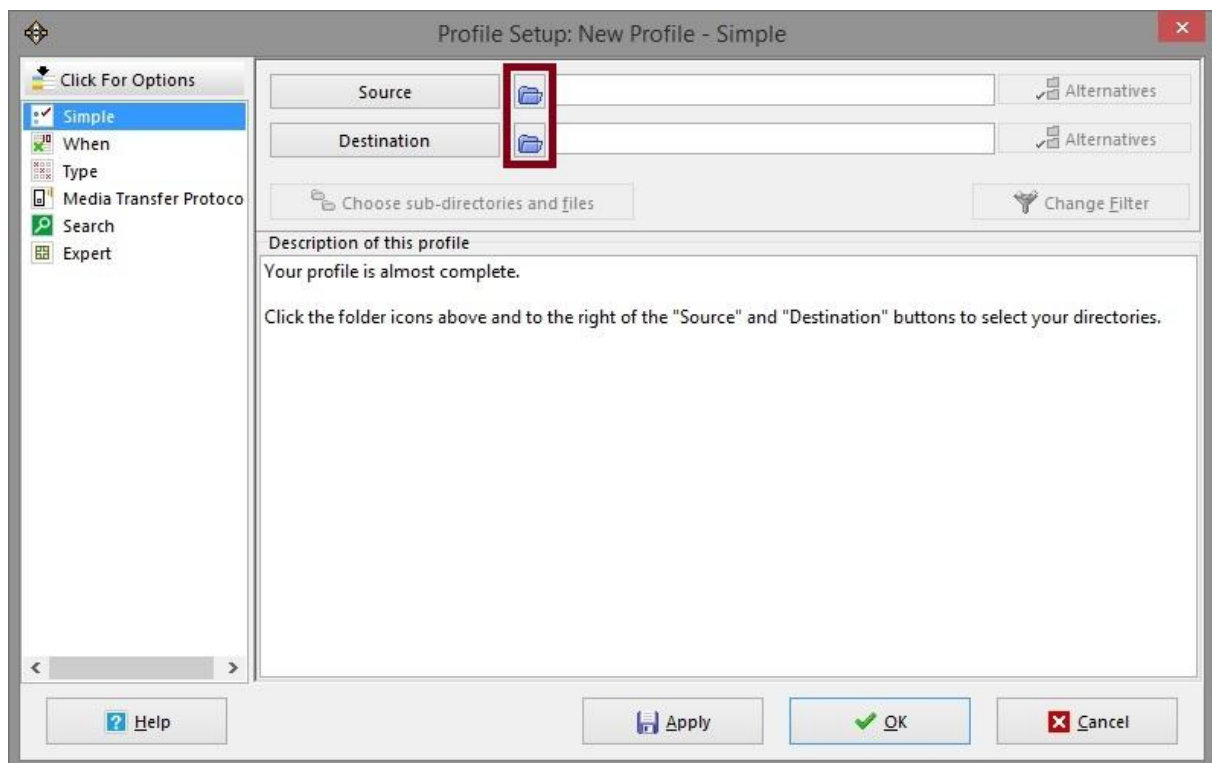 Profile Setup: New Profile - Simple
Click For Options
Simple
When
Type
Media Transfer Protoco
Search
Expert
Source
Alternatives
Destination
Alternatives
Choose sub-directories and files
Change Filter
Description of this profile
Your profile is almost complete.
Click the folder icons above and to the right of the "Source" and "Destination" buttons to select your directories.
Help
Apply
OK
Cancel